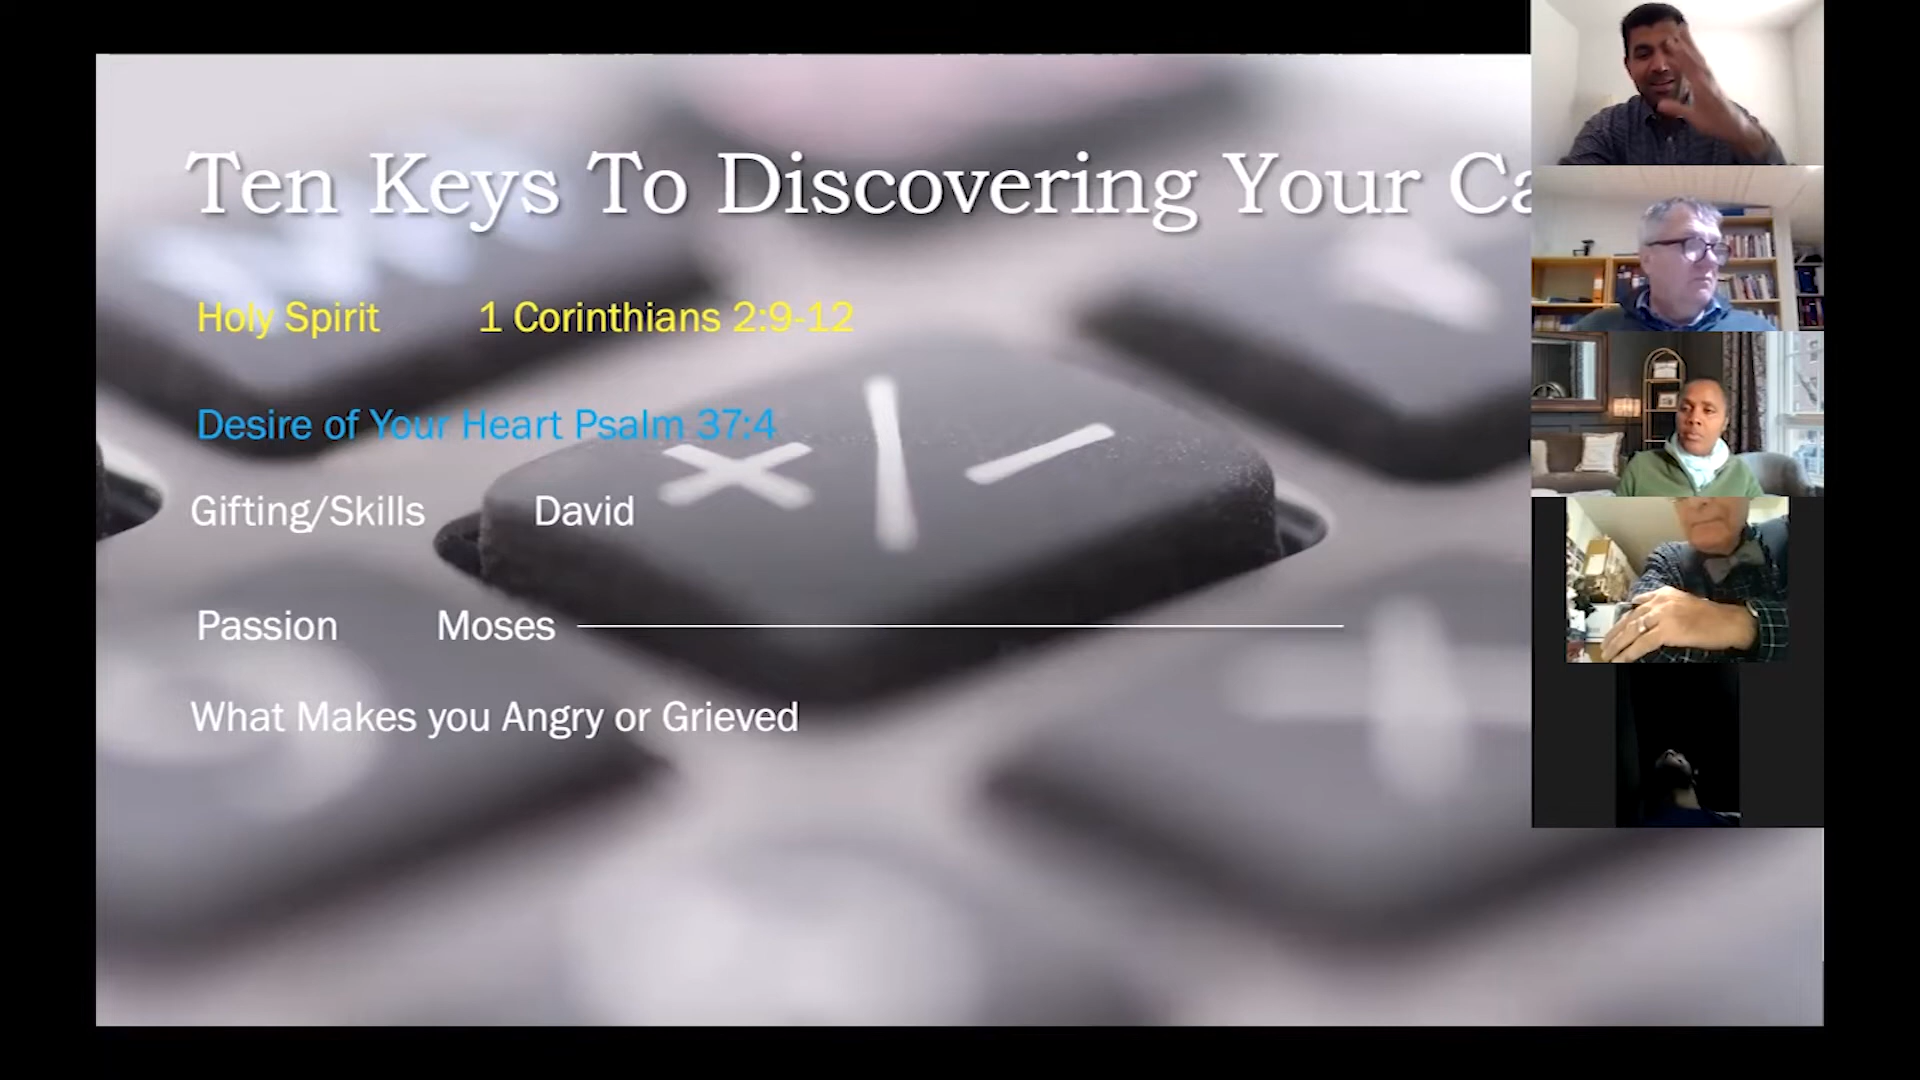 Ten Keys To Discovering Your Ca
Holy Spirit 1 Corinthians 2:9-12
Desire of Your Heart Psalm 37:4
Gifting/Skills David
Passion Moses
What Makes you Angry or Grieved